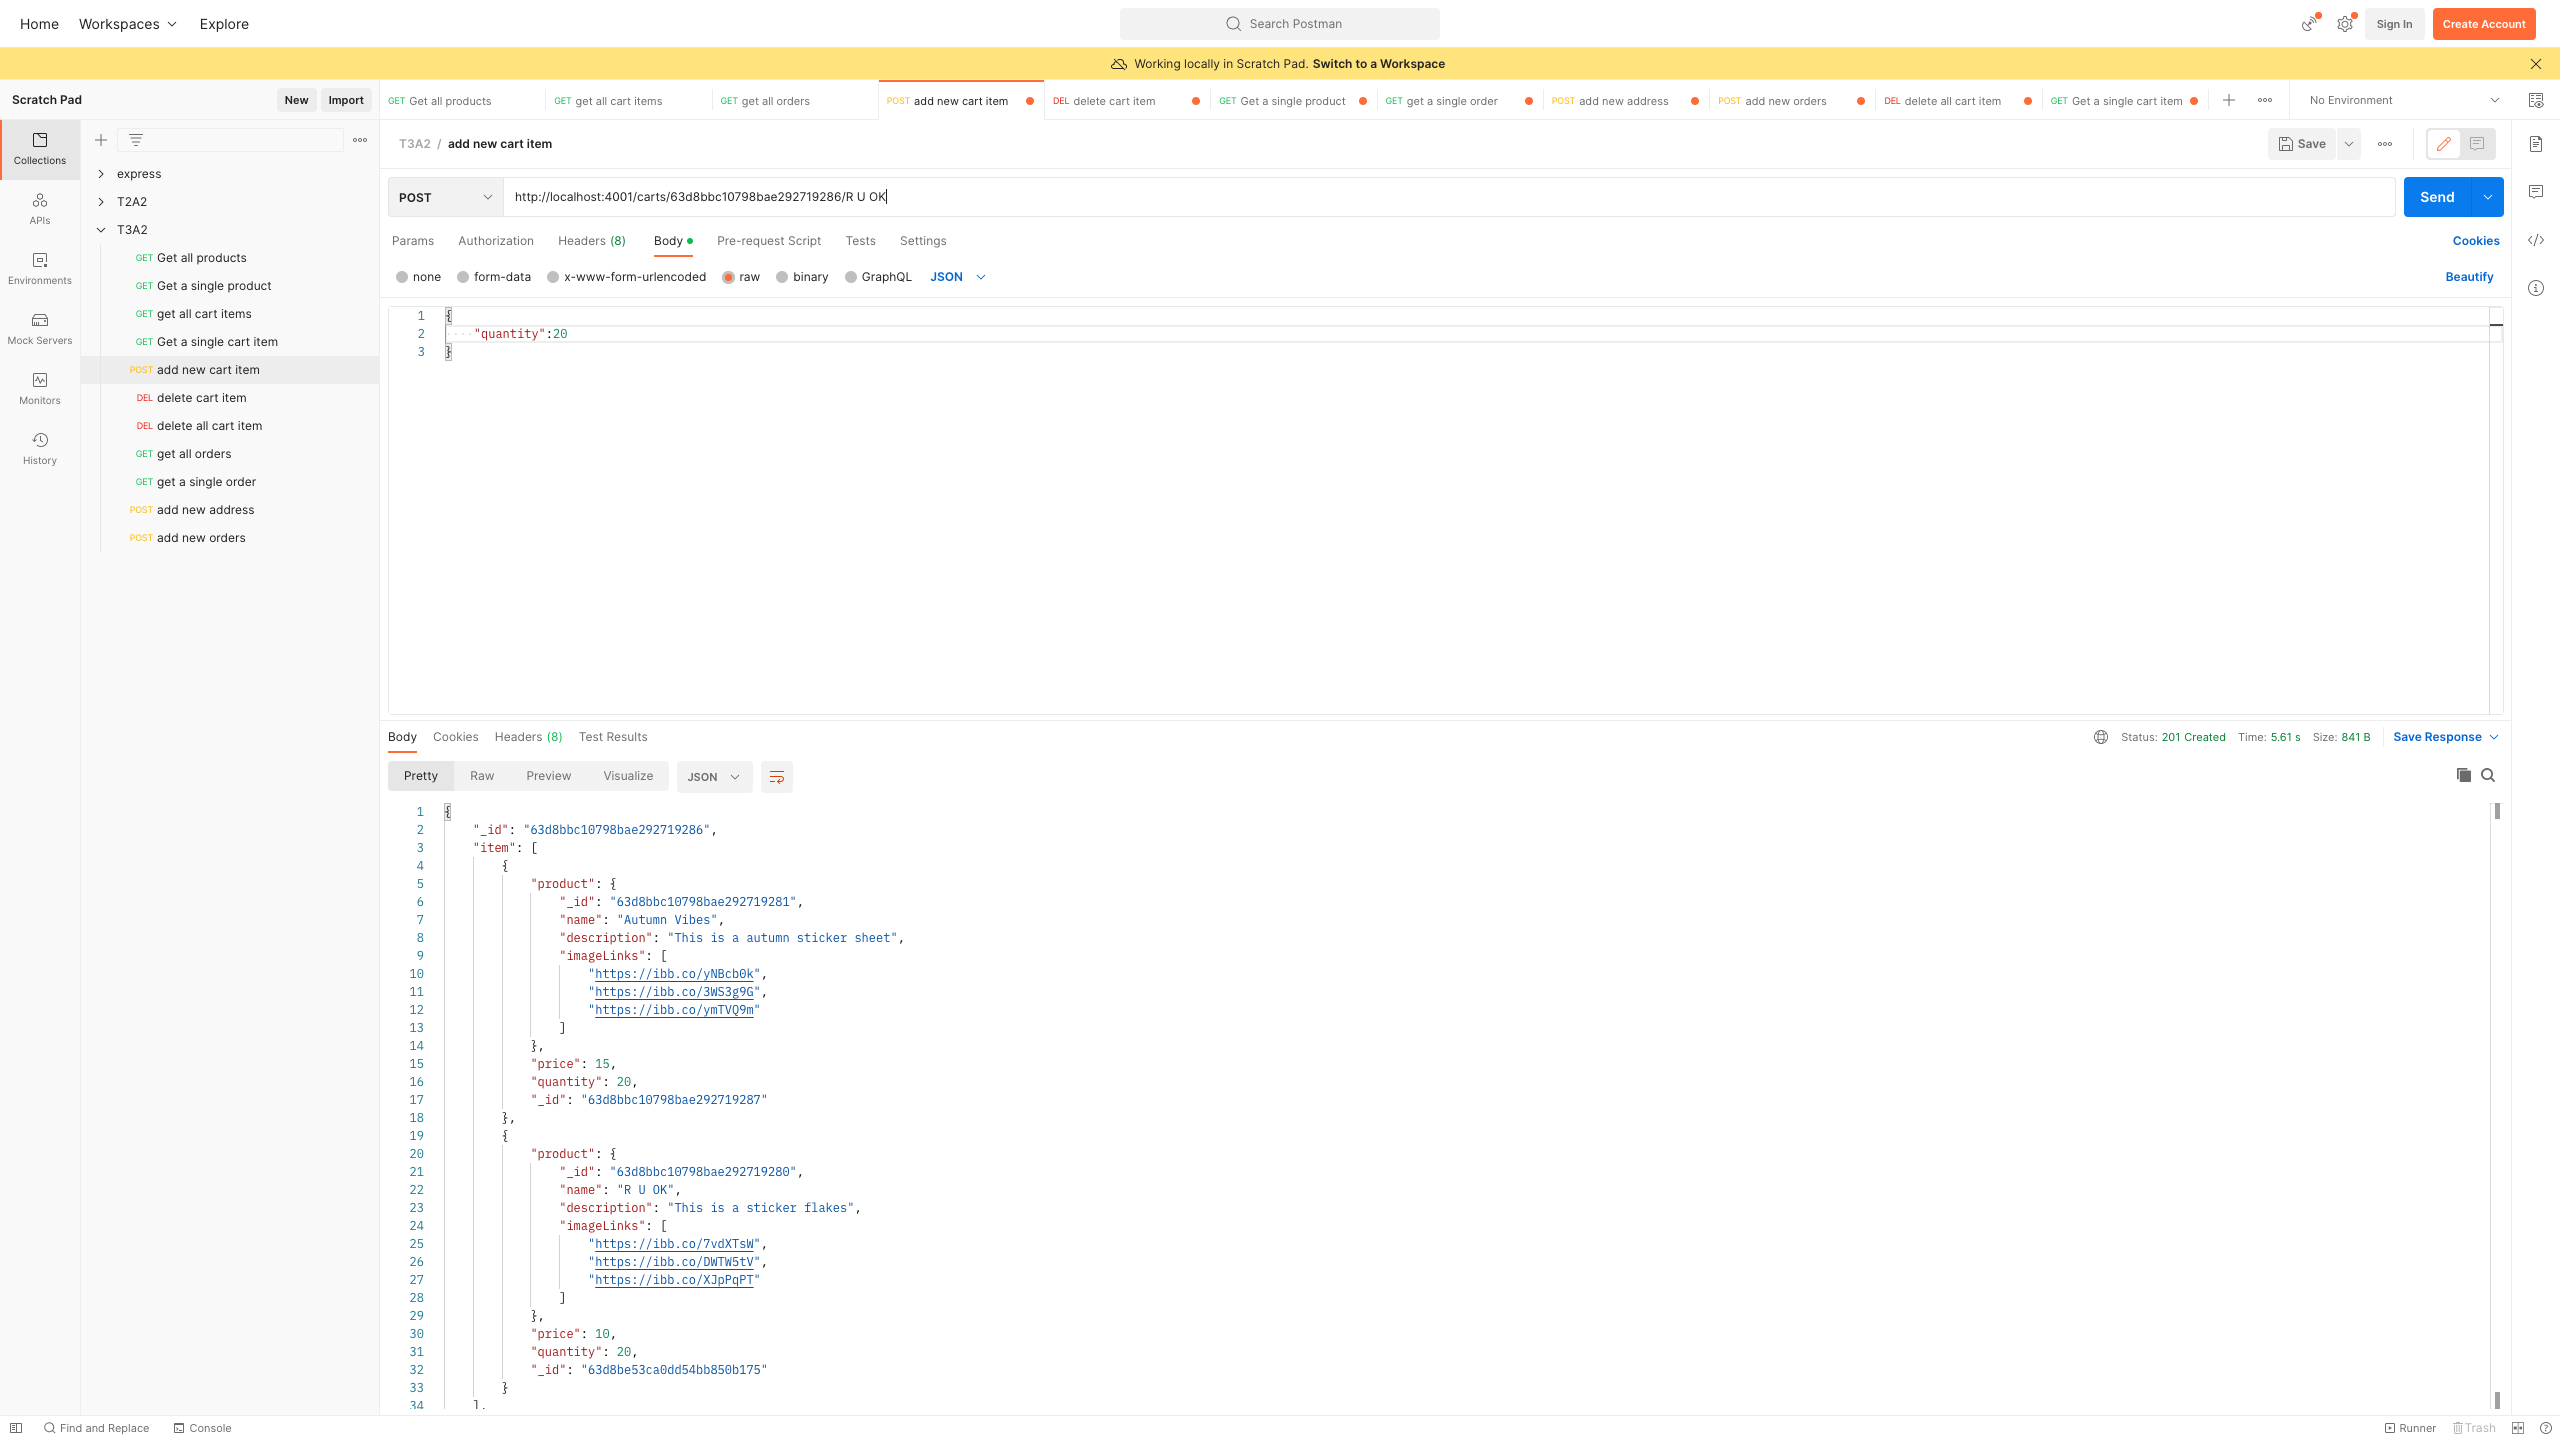 Home Workspaces Explore Search Postman Sign In Create Account
Working locally in Scratch Pad. Switch to a Workspace
Scratch Pad New Import GET Get all products GET get all cart items GET get all orders POST add new cart item DEL delete cart item GET Get a single product GET get a single order POST add new address POST add new orders DEL delete all cart item GET Get a single cart item No Environment
Collections
APIs
Environments
Mock Servers
Monitors
History
express
T2A2
T3A2
GET Get all products
GET Get a single product
GET get all cart items
GET Get a single cart item
POST add new cart item
DEL delete cart item
DEL delete all cart item
GET get all orders
GET get a single order
POST add new address
POST add new orders
T3A2 / add new cart item Save
POST http://localhost:4001/carts/63d8bbc10798bae292719286/R U OK Send
Params Authorization Headers (8) Body Pre-request Script Tests Settings Cookies
none form-data x-www-form-urlencoded raw binary GraphQL JSON Beautify
1 {
2 "quantity":20
3 }
Body Cookies Headers (8) Test Results Status: 201 Created Time: 5.61 s Size: 841 B Save Response
Pretty Raw Preview Visualize JSON
1 {
2 "_id": "63d8bbc10798bae292719286",
3 "item": [
4 {
5 "product": {
6 "_id": "63d8bbc10798bae292719281",
7 "name": "Autumn Vibes",
8 "description": "This is a autumn sticker sheet",
9 "imageLinks": [
10 "https://ibb.co/yNBcb0k",
11 "https://ibb.co/3WS3g9G",
12 "https://ibb.co/ymTVQ9m"
13 ]
14 },
15 "price": 15,
16 "quantity": 20,
17 "_id": "63d8bbc10798bae292719287"
18 },
19 {
20 "product": {
21 "_id": "63d8bbc10798bae292719280",
22 "name": "R U OK",
23 "description": "This is a sticker flakes",
24 "imageLinks": [
25 "https://ibb.co/7vdXTsW",
26 "https://ibb.co/DWTW5tV",
27 "https://ibb.co/XJpPqPT"
28 ]
29 },
30 "price": 10,
31 "quantity": 20,
32 "_id": "63d8be53ca0dd54bb850b175"
33 }
34 ],
Find and Replace Console Runner Trash